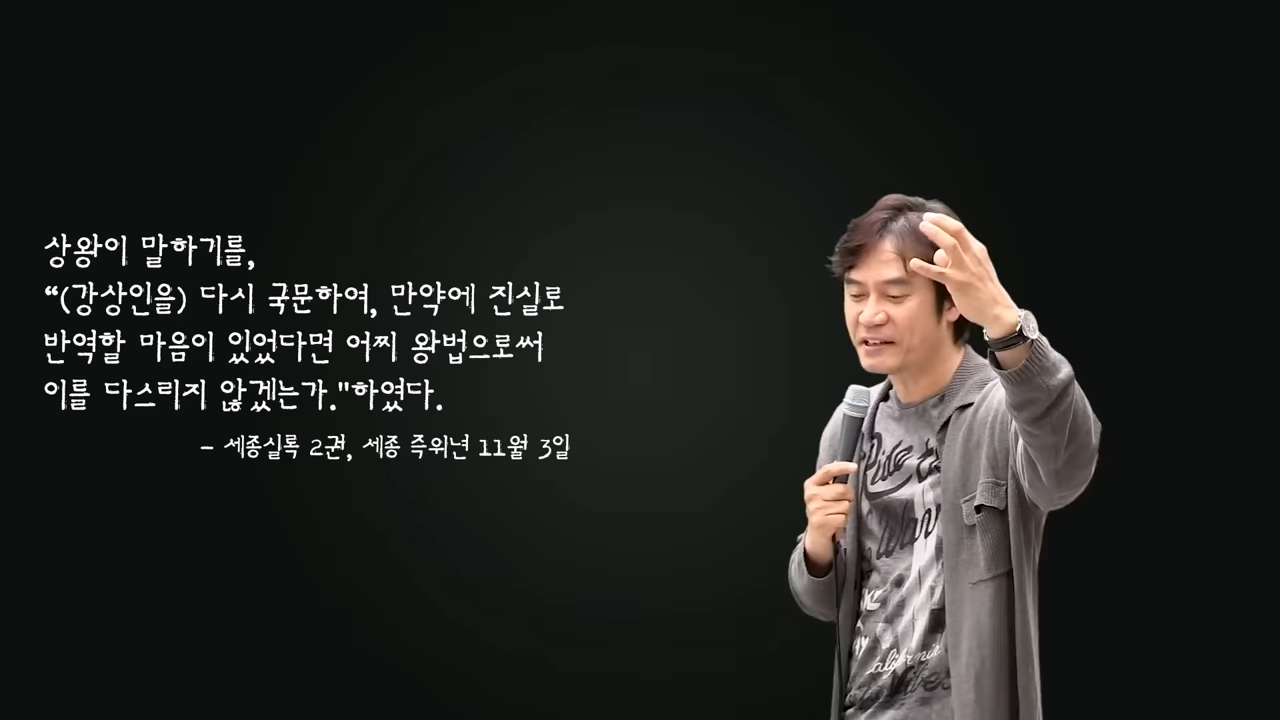 상왕이 말하기를,
“(강상인을) 다시 국문하여, 만약에 진실로
반역할 마음이 있었다면 어찌 왕법으로써
이를 다스리지 않겠는가."하였다.
- 세종실록 2권, 세종 즉위년 11월 3일
Ride
California
Vibes